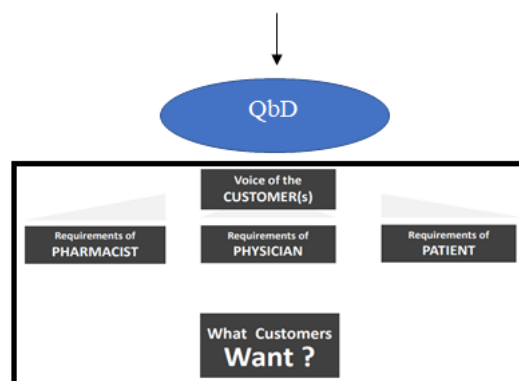 QbD
Voice of the
CUSTOMER(s)
Requirements of
PHARMACIST
Requirements of
PHYSICIAN
Requirements of
PATIENT
What Customers
Want ?